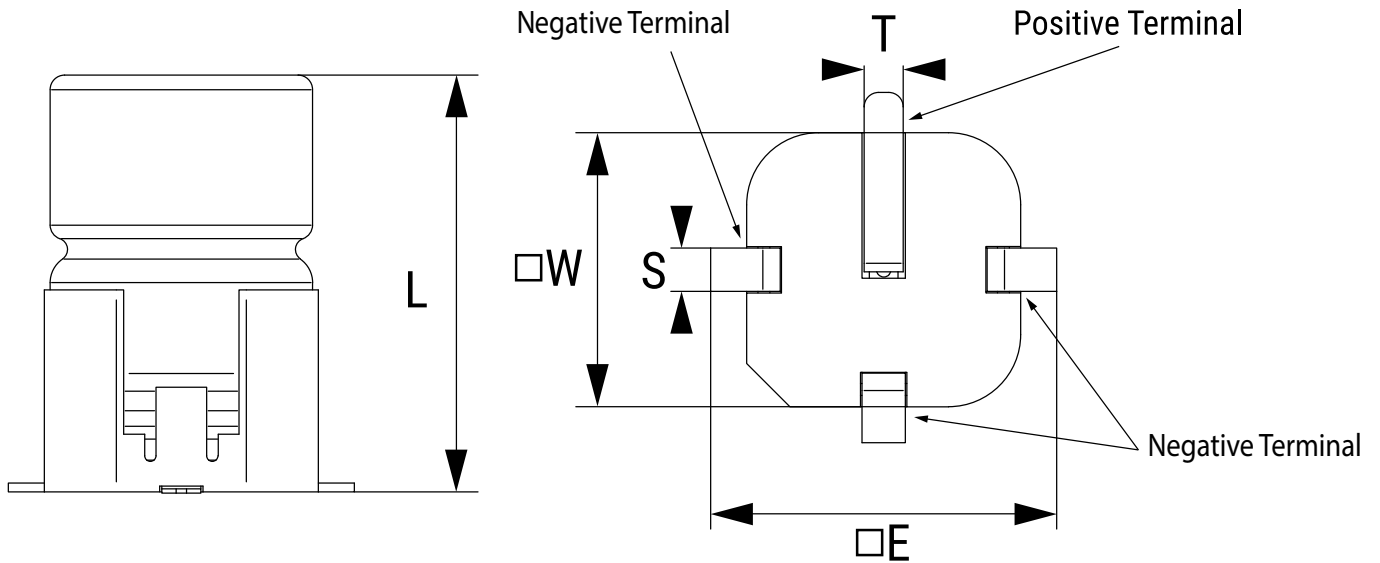 Negative Terminal
T
Positive Terminal
L
□W
S
Negative Terminal
□E